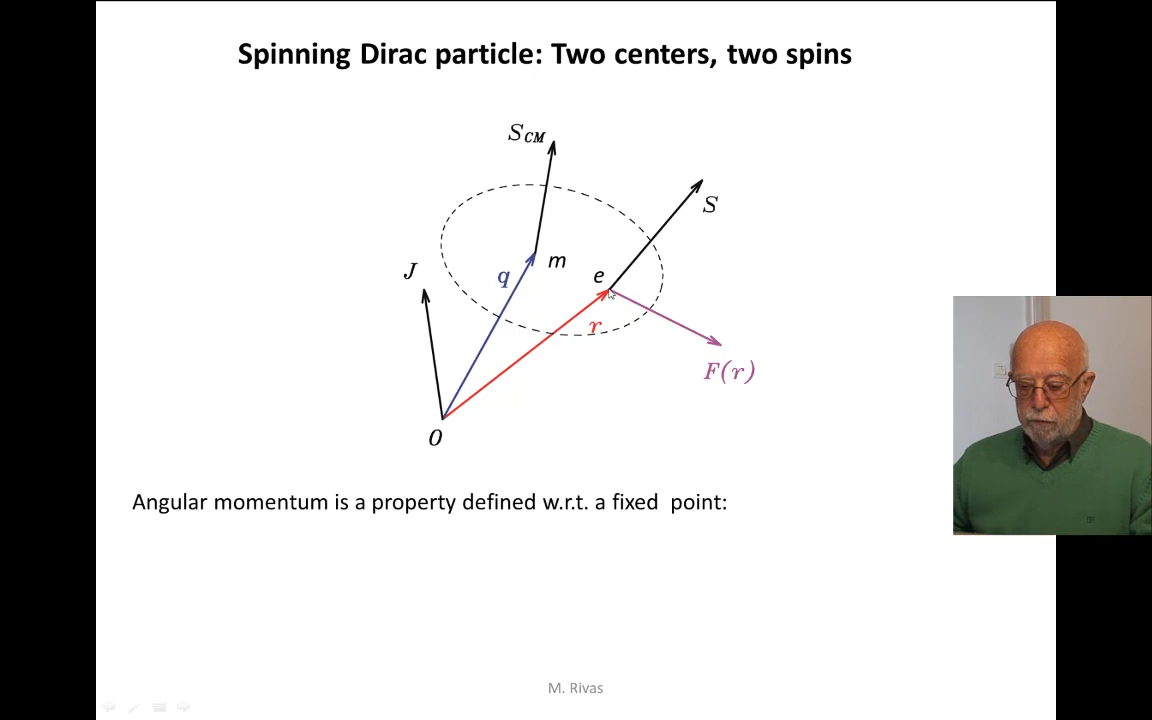 Spinning Dirac particle: Two centers, two spins
S_CM
S
J
q
m
e
r
F(r)
O
Angular momentum is a property defined w.r.t. a fixed point:
M. Rivas